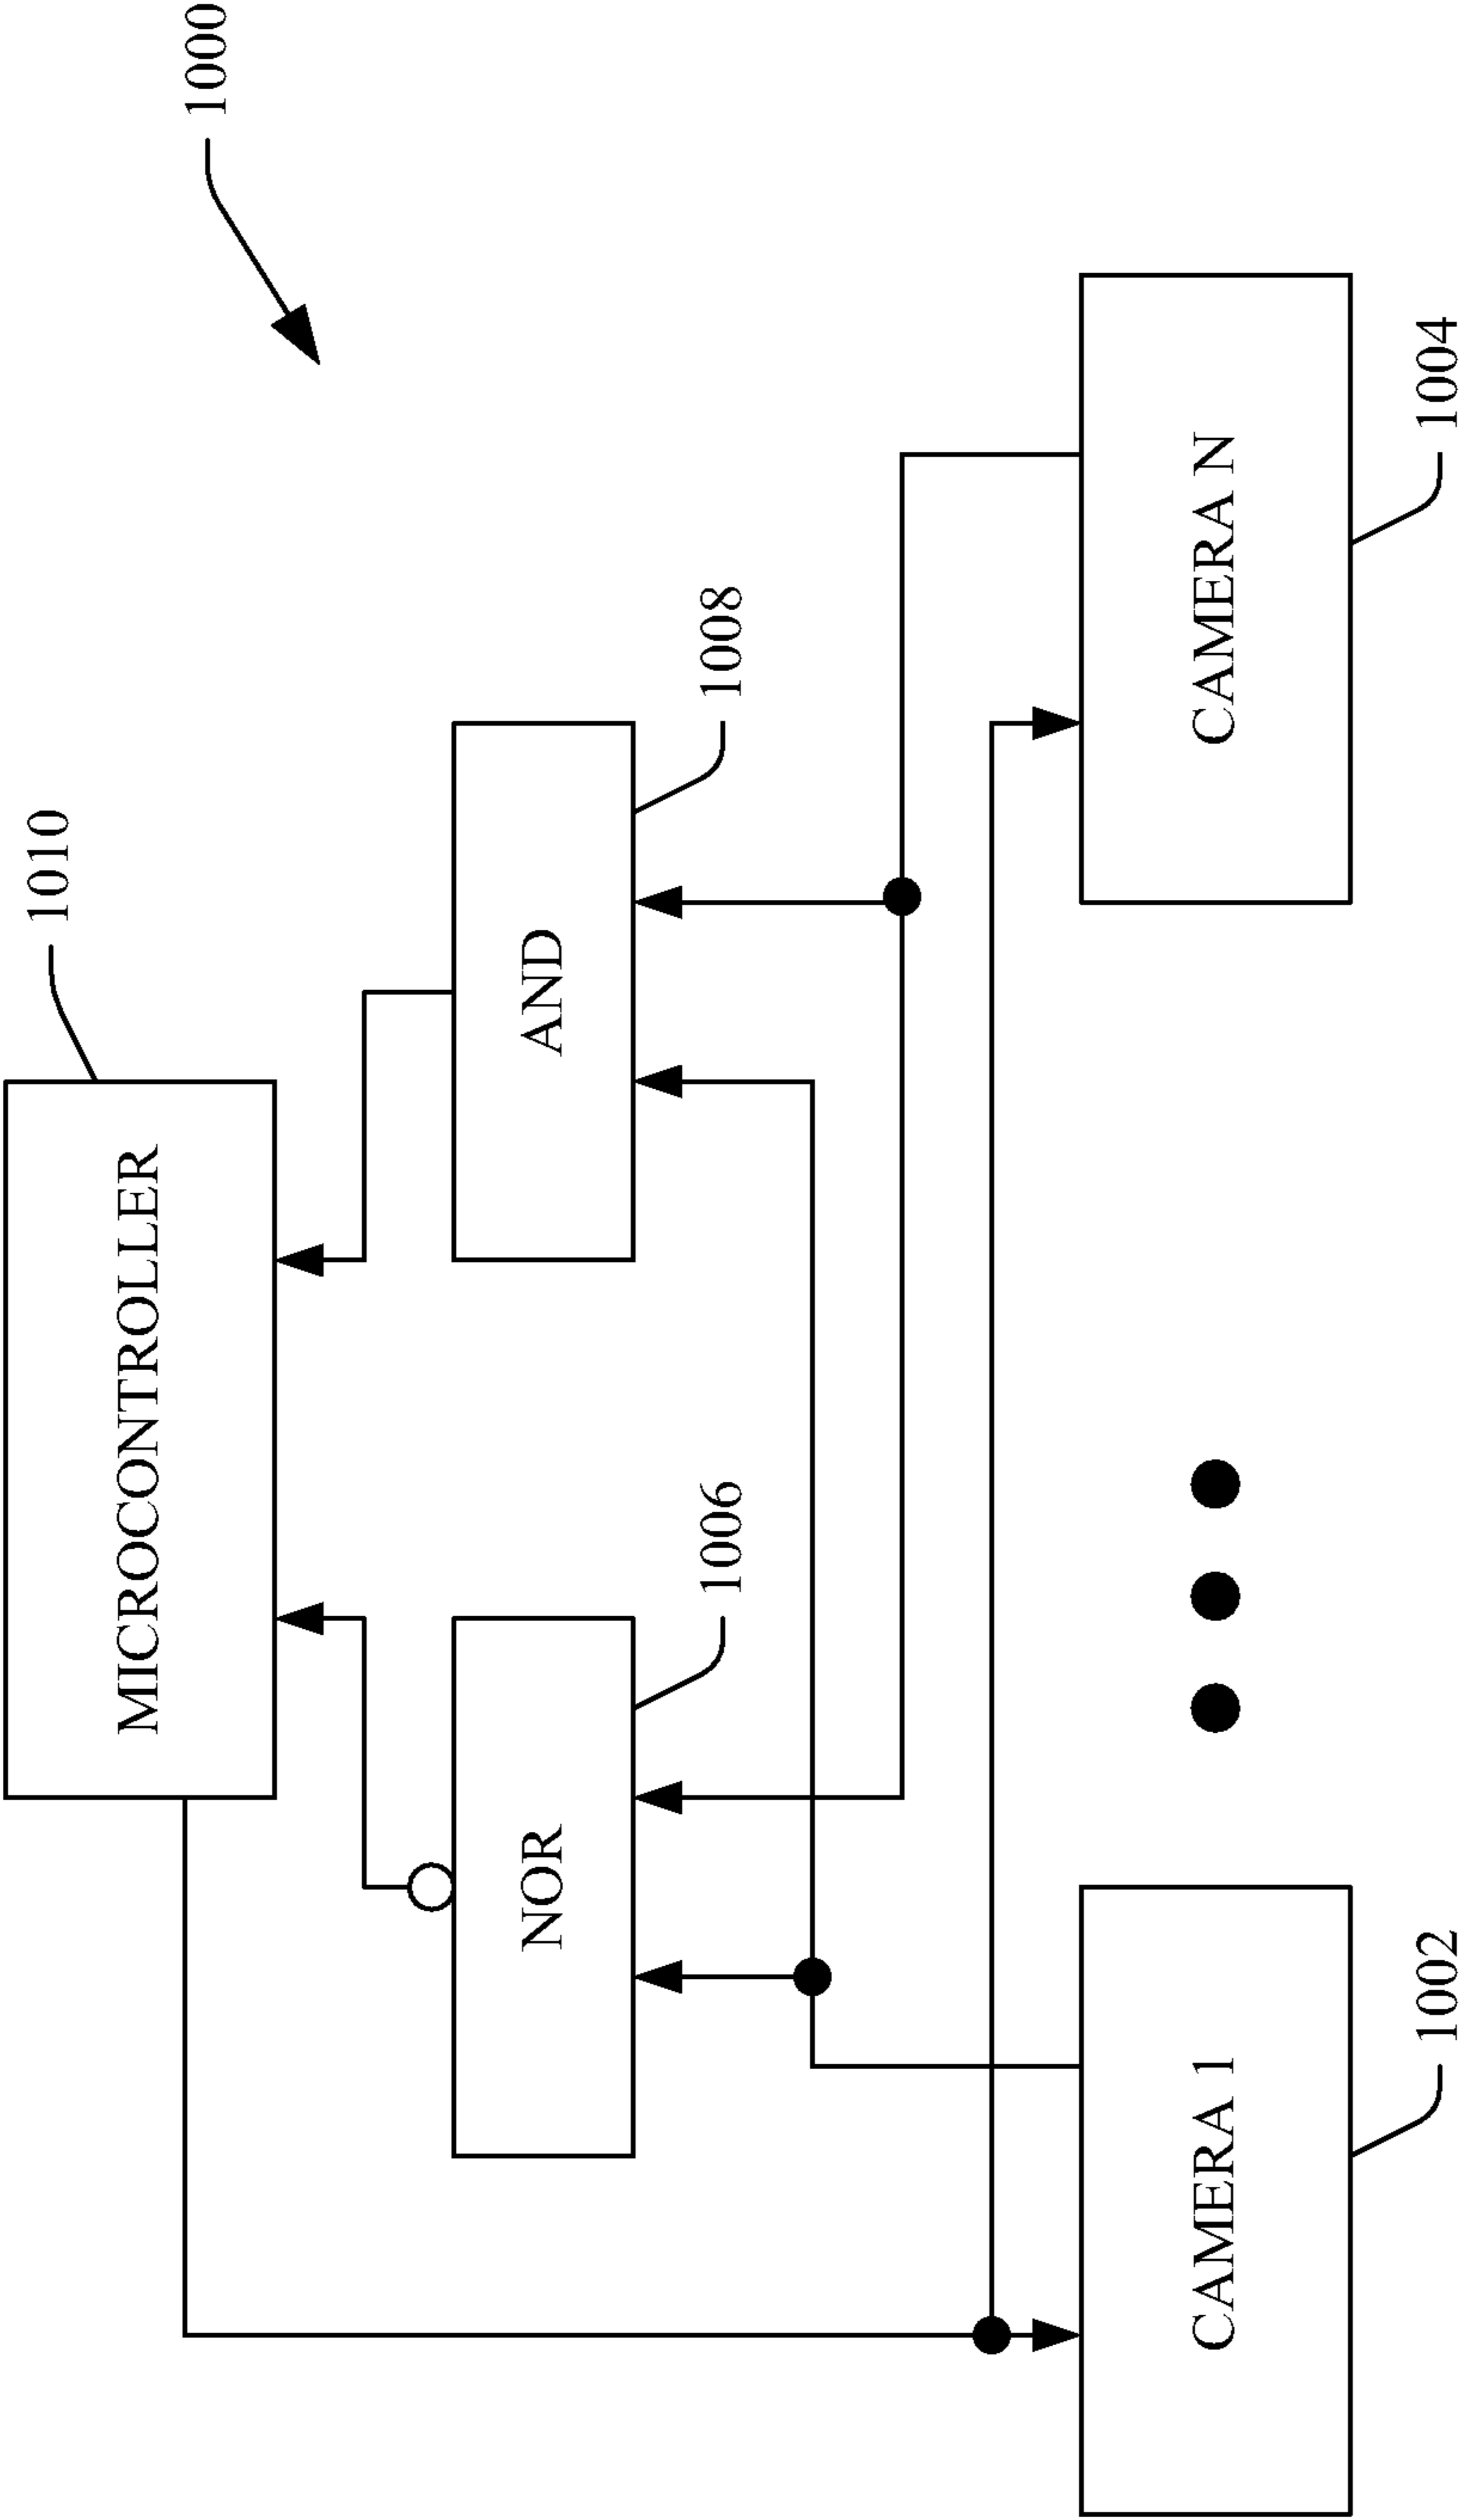 1000
1010
MICROCONTROLLER
NOR
1006
AND
1008
CAMERA 1
1002
CAMERA N
1004